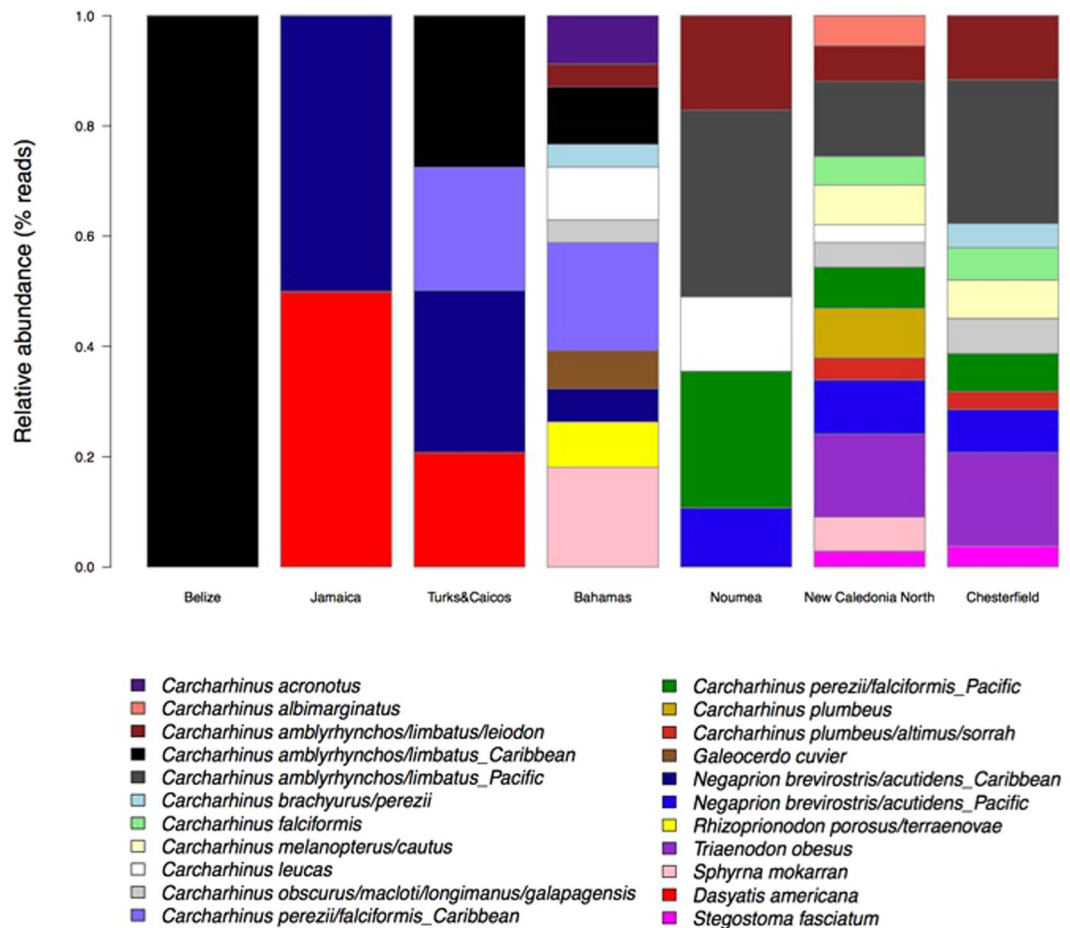 Relative abundance (% reads)
1.0
0.8
0.6
0.4
0.2
0.0
Belize
Jamaica
Turks&Caicos
Bahamas
Noumea
New Caledonia North
Chesterfield
Carcharhinus acronotus
Carcharhinus albimarginatus
Carcharhinus amblyrhynchos/limbatus/leiodon
Carcharhinus amblyrhynchos/limbatus_Caribbean
Carcharhinus amblyrhynchos/limbatus_Pacific
Carcharhinus brachyurus/perezii
Carcharhinus falciformis
Carcharhinus melanopterus/cautus
Carcharhinus leucas
Carcharhinus obscurus/macloti/longimanus/galapagensis
Carcharhinus perezii/falciformis_Caribbean
Carcharhinus perezii/falciformis_Pacific
Carcharhinus plumbeus
Carcharhinus plumbeus/altimus/sorrah
Galeocerdo cuvier
Negaprion brevirostris/acutidens_Caribbean
Negaprion brevirostris/acutidens_Pacific
Rhizoprionodon porosus/terraenovae
Triaenodon obesus
Sphyrna mokarran
Dasyatis americana
Stegostoma fasciatum